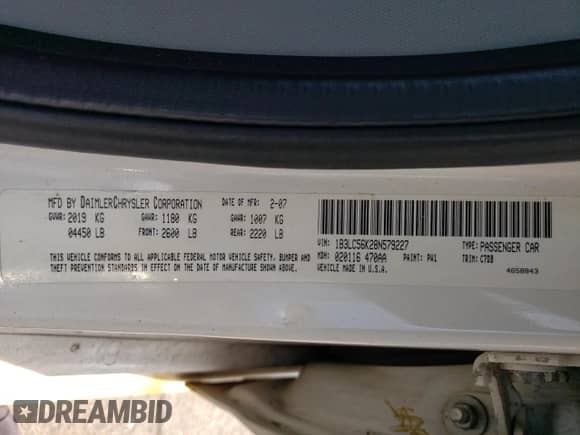 MFD BY DAIMLERCHRYSLER CORPORATION DATE OF MFR: 2-07
GVWR: 2019 KG GAWR: 1180 KG GAWR: 1007 KG
04450 LB FRONT: 2600 LB REAR: 2220 LB
THIS VEHICLE CONFORMS TO ALL APPLICABLE FEDERAL MOTOR VEHICLE SAFETY, BUMPER AND
THEFT PREVENTION STANDARDS IN EFFECT ON THE DATE OF MANUFACTURE SHOWN ABOVE.
VIN: 1B3LC56K28N579227 TYPE: PASSENGER CAR
MDH: 020116 470AA PAINT: PW1 TRIM: C7DB
VEHICLE MADE IN U.S.A. 4658943
DREAMBID